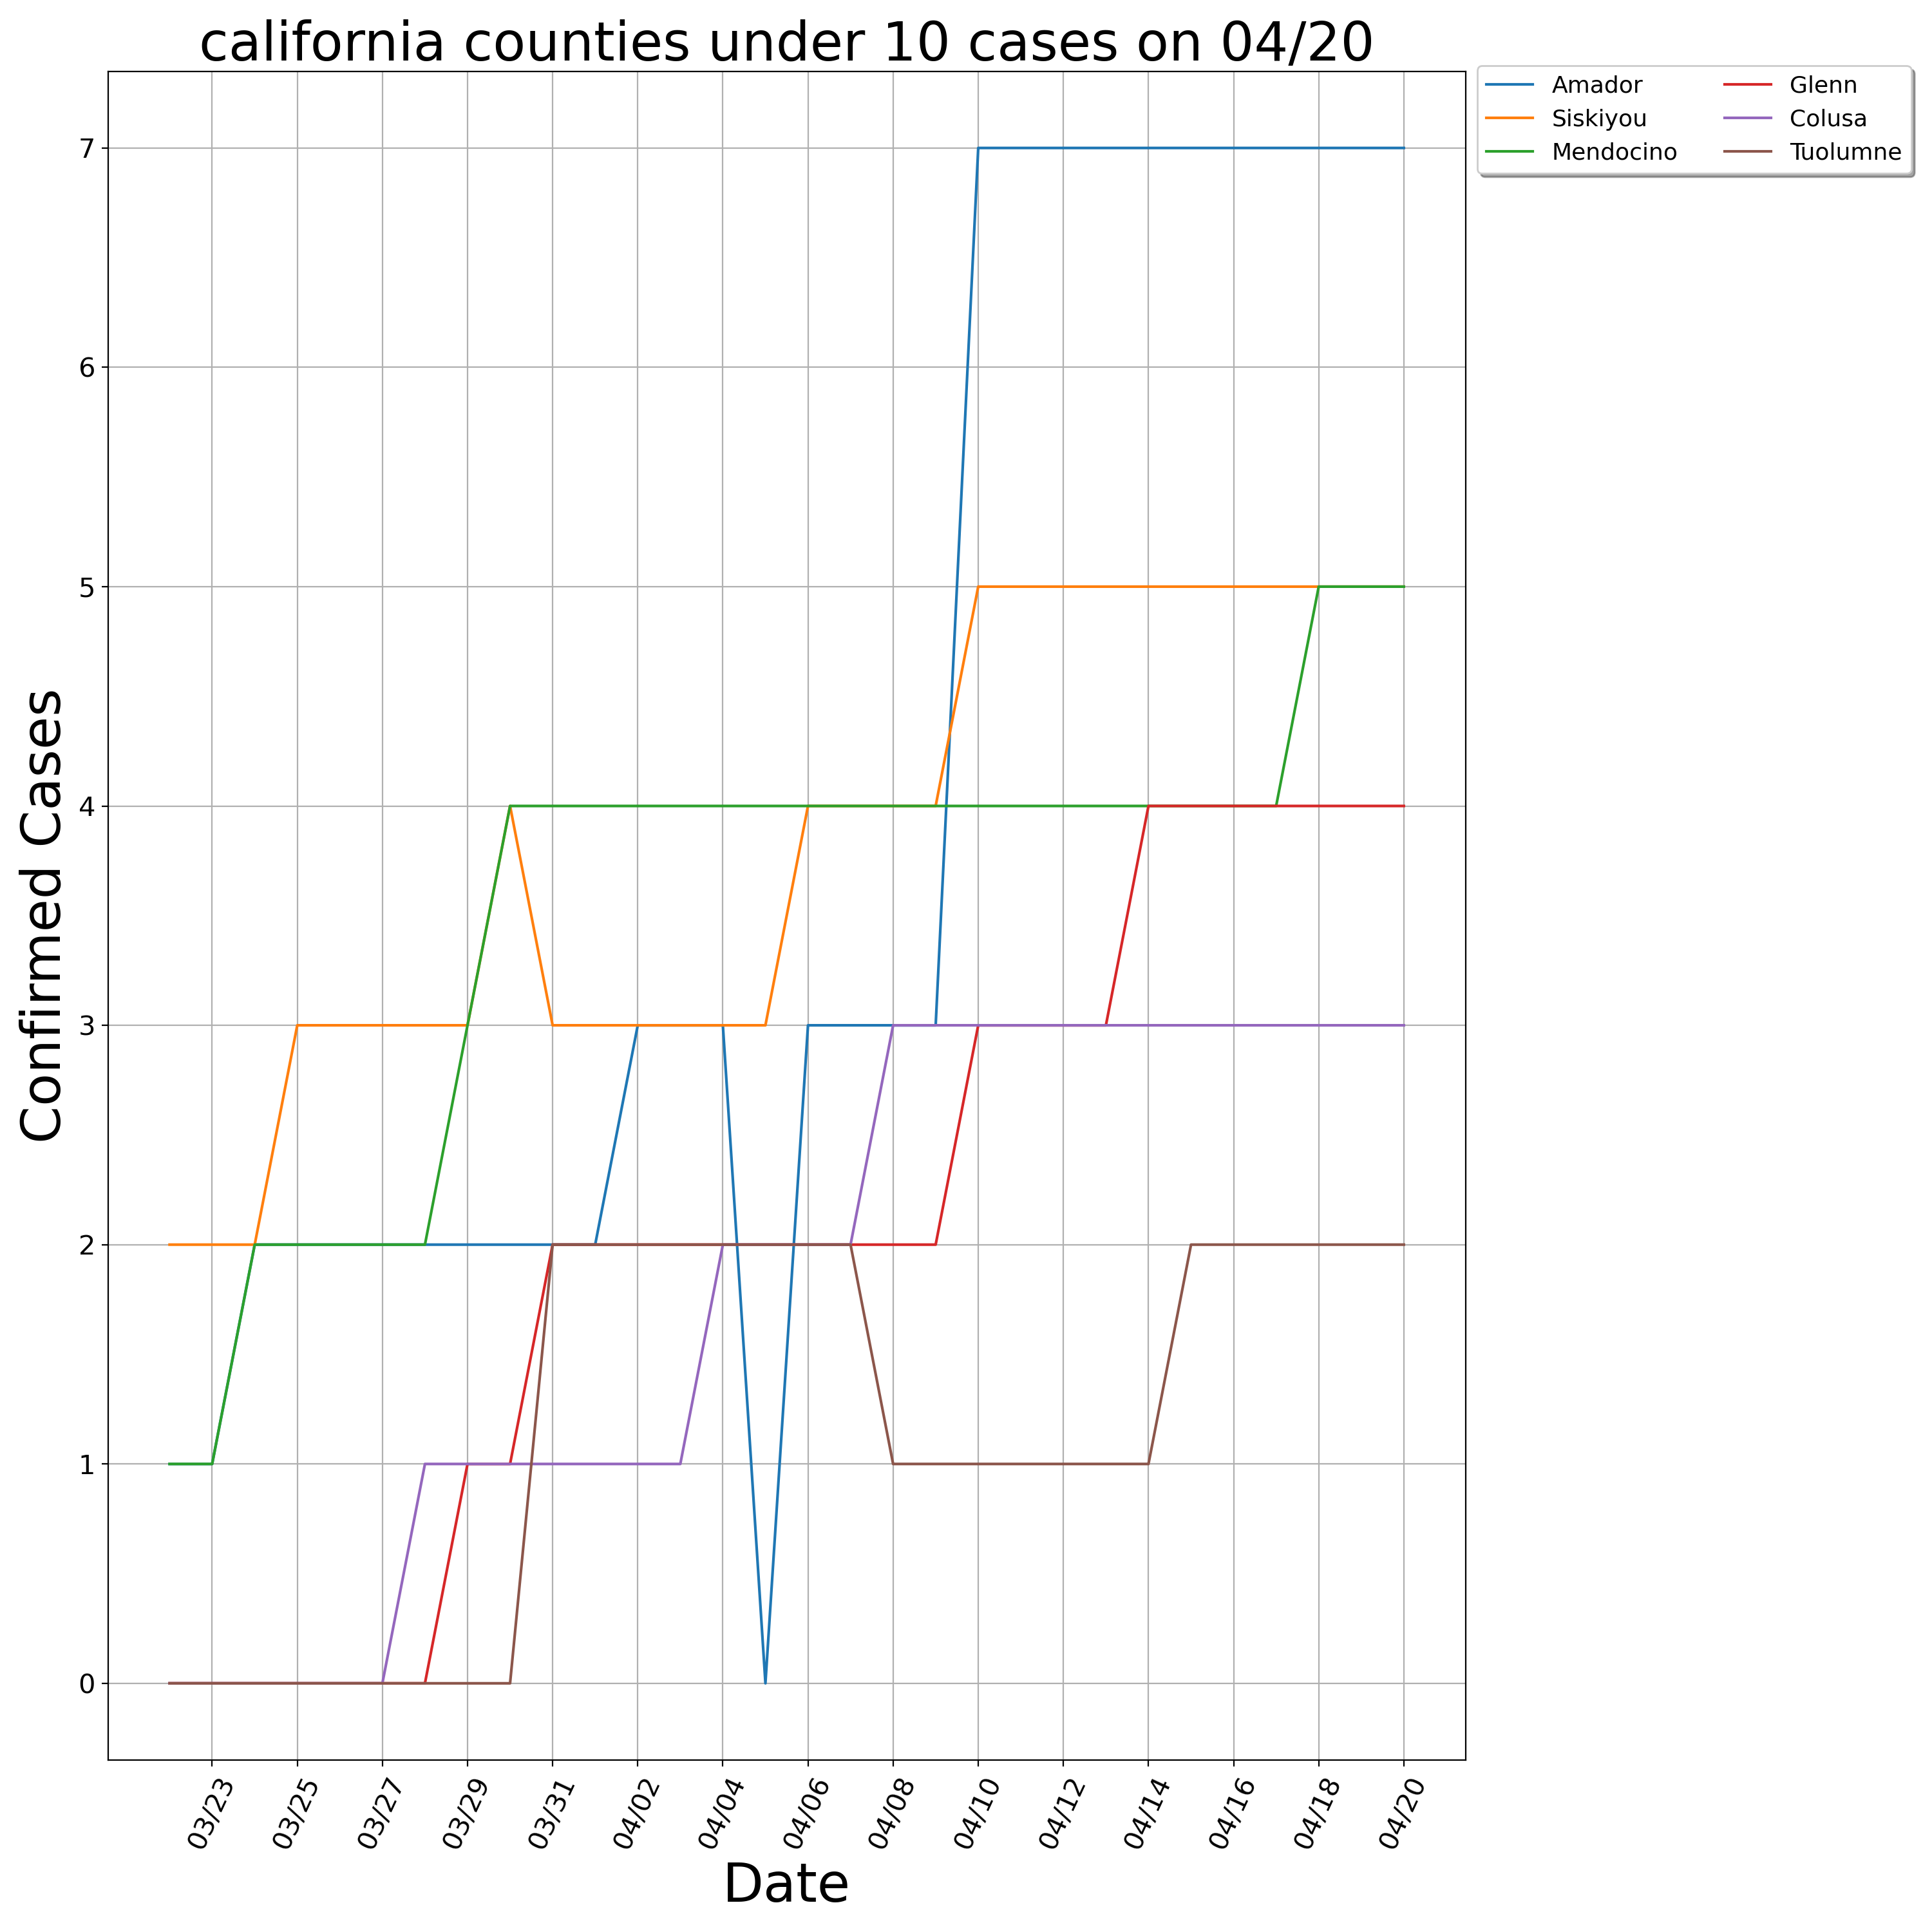 california counties under 10 cases on 04/20
Amador
Siskiyou
Mendocino
Glenn
Colusa
Tuolumne
Confirmed Cases
7
6
5
4
3
2
1
0
03/23
03/25
03/27
03/29
03/31
04/02
04/04
04/06
04/08
04/10
04/12
04/14
04/16
04/18
04/20
Date